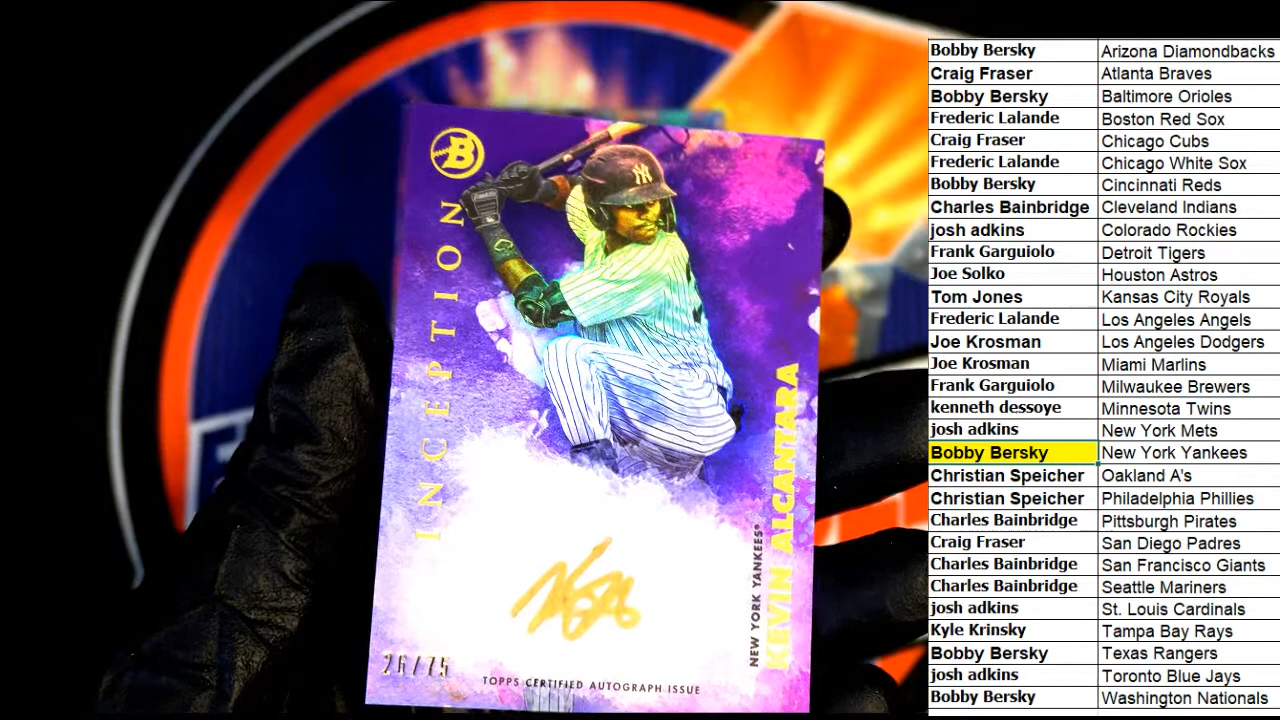 B
INCEPTION
NY
KEVIN ALCANTARA
NEW YORK YANKEES®
26/75
TOPPS CERTIFIED AUTOGRAPH ISSUE
Bobby Bersky Arizona Diamondbacks
Craig Fraser Atlanta Braves
Bobby Bersky Baltimore Orioles
Frederic Lalande Boston Red Sox
Craig Fraser Chicago Cubs
Frederic Lalande Chicago White Sox
Bobby Bersky Cincinnati Reds
Charles Bainbridge Cleveland Indians
josh adkins Colorado Rockies
Frank Garguiolo Detroit Tigers
Joe Solko Houston Astros
Tom Jones Kansas City Royals
Frederic Lalande Los Angeles Angels
Joe Krosman Los Angeles Dodgers
Joe Krosman Miami Marlins
Frank Garguiolo Milwaukee Brewers
kenneth dessoye Minnesota Twins
josh adkins New York Mets
Bobby Bersky New York Yankees
Christian Speicher Oakland A's
Christian Speicher Philadelphia Phillies
Charles Bainbridge Pittsburgh Pirates
Craig Fraser San Diego Padres
Charles Bainbridge San Francisco Giants
Charles Bainbridge Seattle Mariners
josh adkins St. Louis Cardinals
Kyle Krinsky Tampa Bay Rays
Bobby Bersky Texas Rangers
josh adkins Toronto Blue Jays
Bobby Bersky Washington Nationals